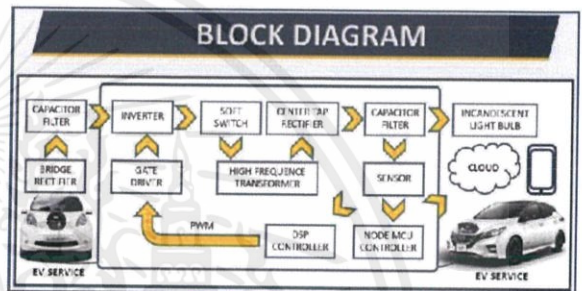 BLOCK DIAGRAM
CAPACITOR
FILTER
INVERTER
SOFT
SWITCH
CENTER TAP
RECTIFIER
CAPACITOR
FILTER
INCANDESCENT
LIGHT BULB
BRIDGE
RECTIFIER
GATE
DRIVER
HIGH FREQUENCE
TRANSFORMER
SENSOR
CLOUD
PWM
DSP
CONTROLLER
NODE MCU
CONTROLLER
EV SERVICE
EV SERVICE